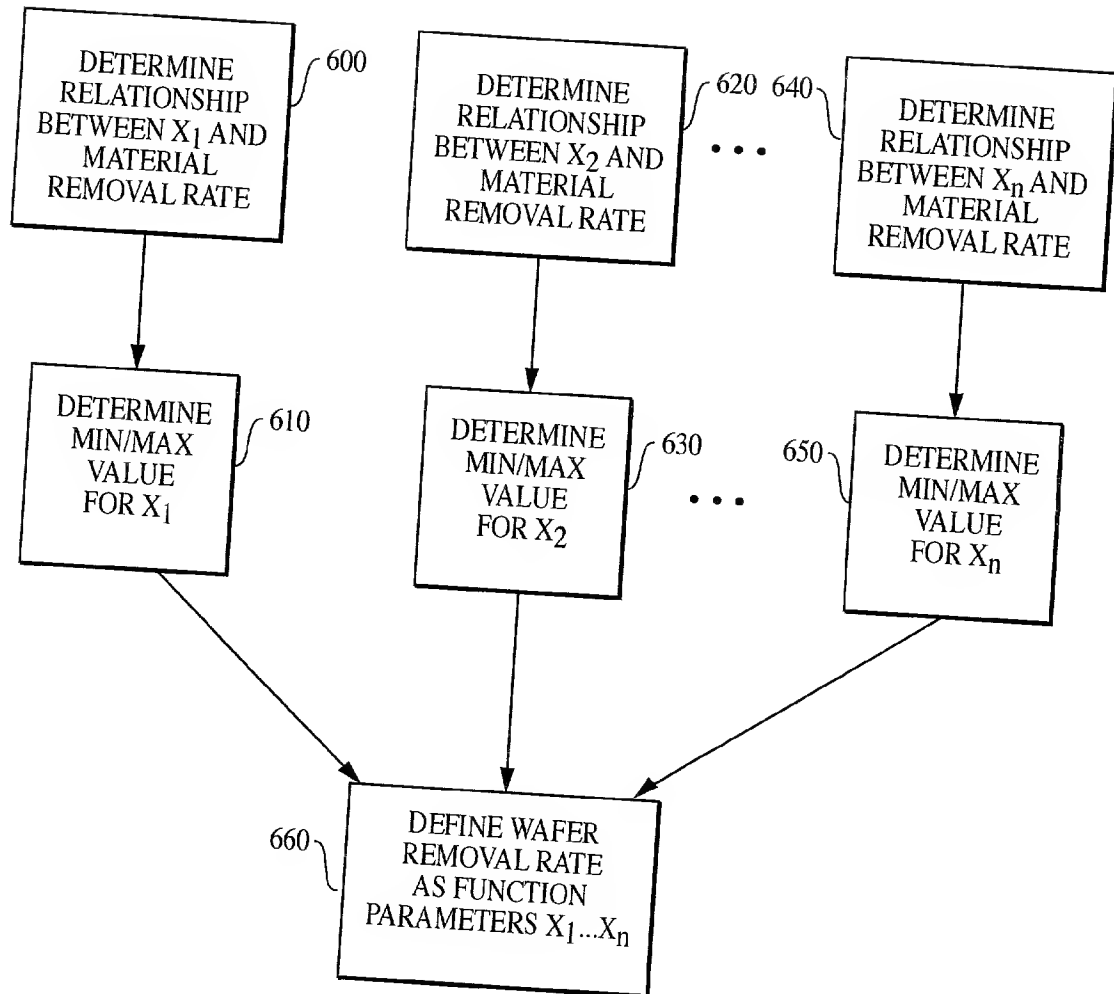 DETERMINE
RELATIONSHIP
BETWEEN X₁ AND
MATERIAL
REMOVAL RATE
600
DETERMINE
RELATIONSHIP
BETWEEN X₂ AND
MATERIAL
REMOVAL RATE
620
• • •
640
DETERMINE
RELATIONSHIP
BETWEEN Xₙ AND
MATERIAL
REMOVAL RATE
DETERMINE
MIN/MAX
VALUE
FOR X₁
610
DETERMINE
MIN/MAX
VALUE
FOR X₂
630
• • •
650
DETERMINE
MIN/MAX
VALUE
FOR Xₙ
660
DEFINE WAFER
REMOVAL RATE
AS FUNCTION
PARAMETERS X₁...Xₙ